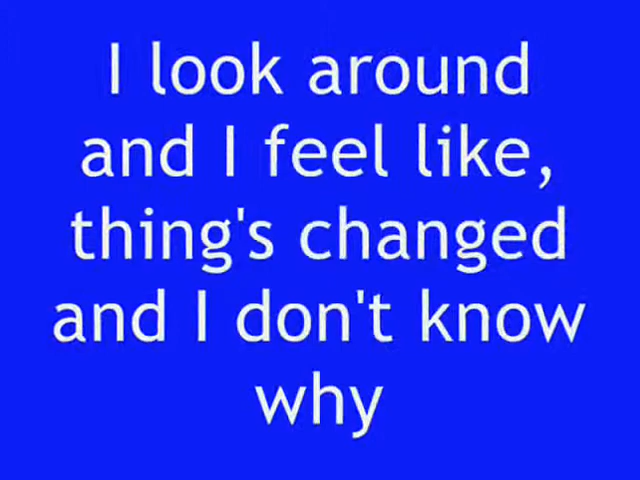 I look around
and I feel like,
thing's changed
and I don't know
why